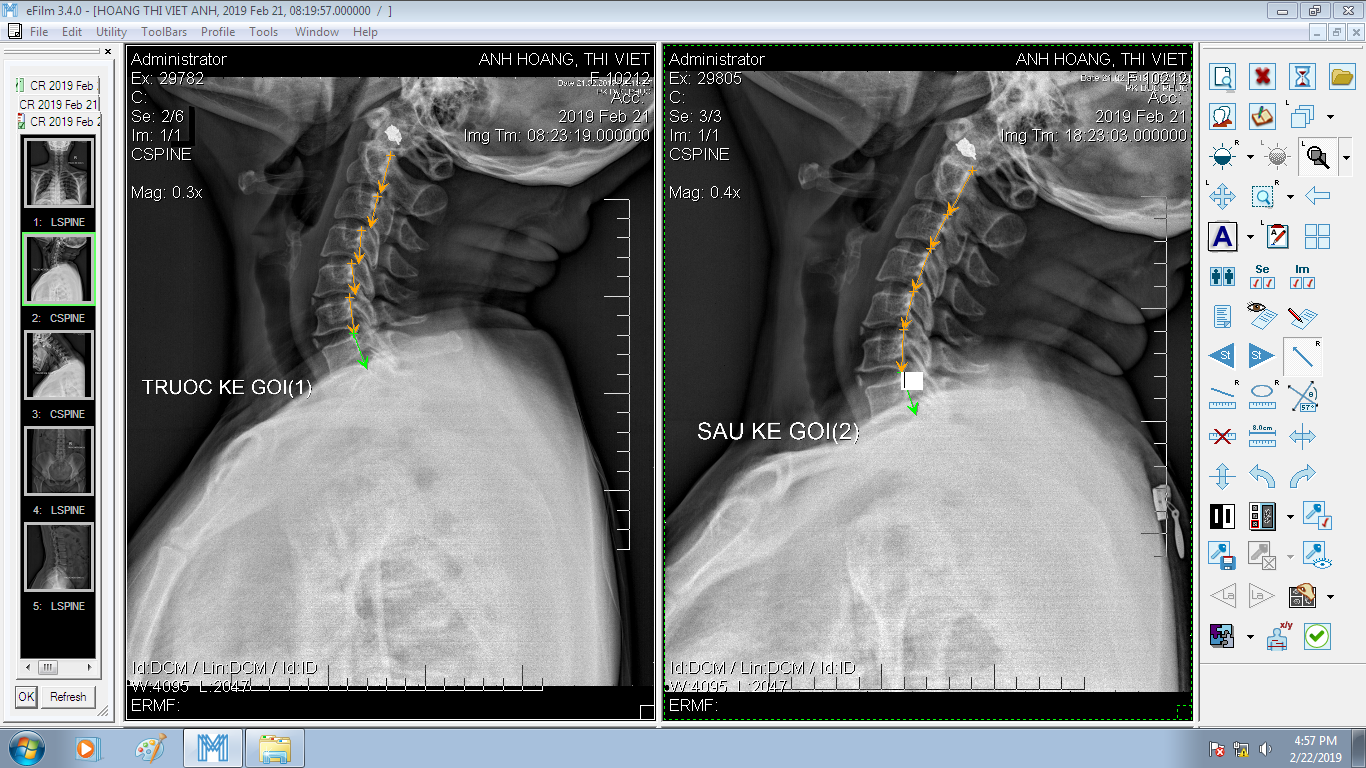 eFilm 3.4.0 - [HOANG THI VIET ANH, 2019 Feb 21, 08:19:57.000000 / ]
File Edit Utility ToolBars Profile Tools Window Help
CR 2019 Feb
CR 2019 Feb 21
CR 2019 Feb 2
1: LSPINE
2: CSPINE
3: CSPINE
4: LSPINE
5: LSPINE
OK Refresh
Administrator
Ex: 29782
C:
Se: 2/6
Im: 1/1
CSPINE
Mag: 0.3x
ANH HOANG, THI VIET
F 10212
Acc:
2019 Feb 21
Img Tm: 08:23:19.000000
TRUOC KE GOI(1)
Id:DCM / Lin:DCM / Id:ID
W:4095 L:2047
ERMF:
Administrator
Ex: 29805
C:
Se: 3/3
Im: 1/1
CSPINE
Mag: 0.4x
ANH HOANG, THI VIET
F 10212
Acc:
2019 Feb 21
Img Tm: 18:23:03.000000
SAU KE GOI(2)
Id:DCM / Lin:DCM / Id:ID
W:4095 L:2047
ERMF:
R
L
R
L
R
L
A
L
A
Se Im
St St R
R R
57°
8.0cm
La La
x/y
4:57 PM
2/22/2019